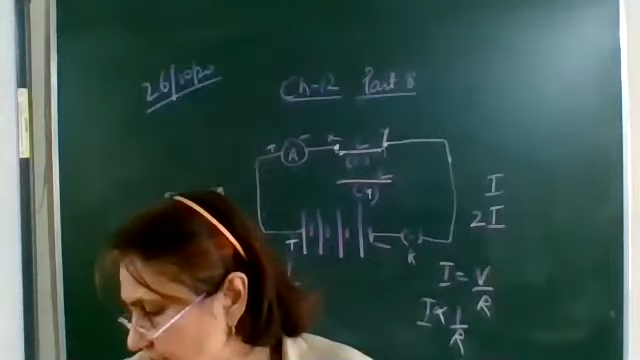 26/10/20
Ch-12 Part 8
+ A -
I
2I
+ -
K
I = V/R
I ∝ 1/R